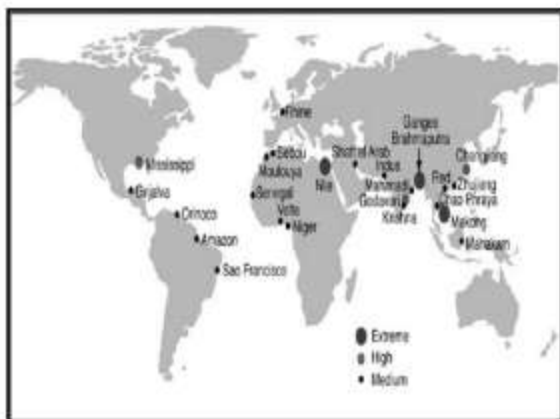 Rhine
Ganges
Brahmaputra
Sebou
Shatt el Arab
Changjiang
Mississippi
Moulouya
Indus
Nile
Mahanadi
Red
Zhujiang
Grijalva
Senegal
Godavari
Chao Phraya
Orinoco
Volta
Krishna
Mekong
Niger
Amazon
Mahakam
Sao Francisco
Extreme
High
Medium